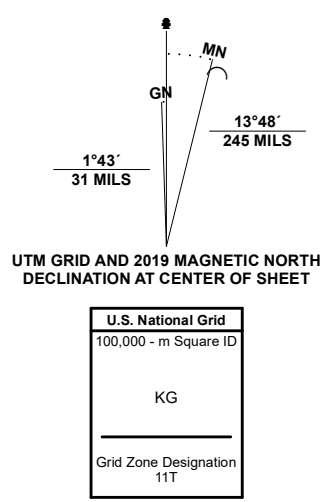 MN
GN
13°48´
245 MILS
1°43´
31 MILS
UTM GRID AND 2019 MAGNETIC NORTH
DECLINATION AT CENTER OF SHEET
U.S. National Grid
100,000 - m Square ID
KG
Grid Zone Designation
11T